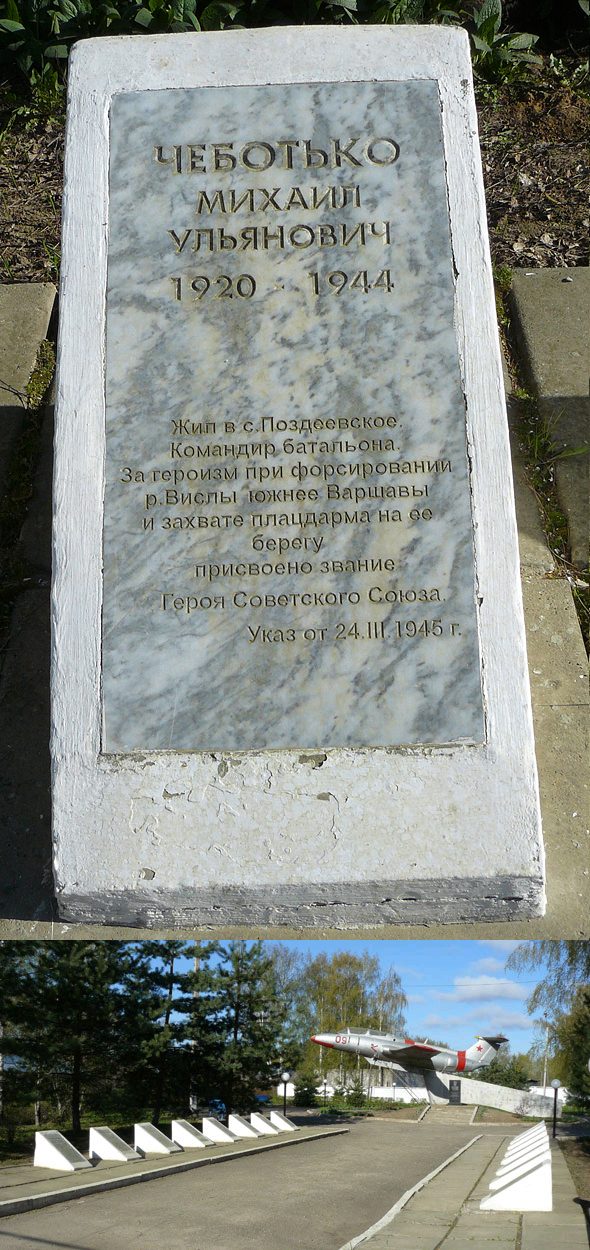 ЧЕБОТЬКО
МИХАИЛ
УЛЬЯНОВИЧ
1920 - 1944
Жил в с.Поздеевское.
Командир батальона.
За героизм при форсировании
р.Вислы южнее Варшавы
и захвате плацдарма на ее
берегу
присвоено звание
Героя Советского Союза.
Указ от 24.III.1945 г.
091